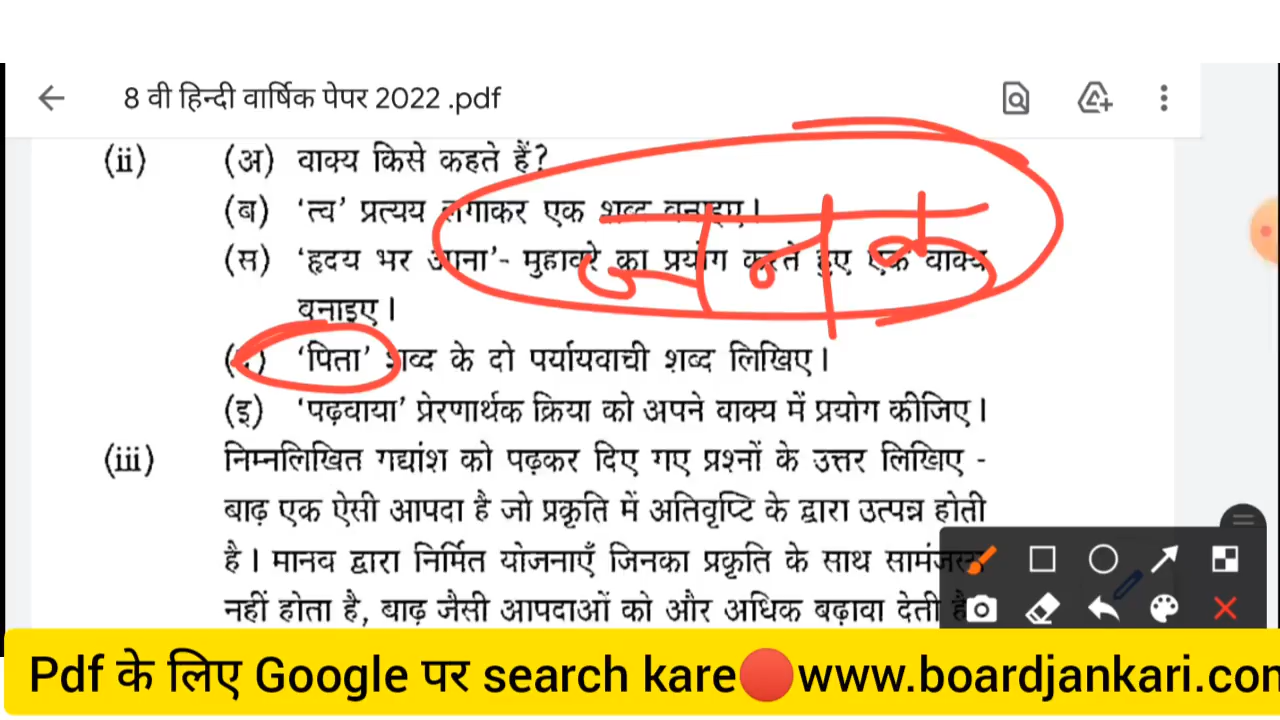 8 वी हिन्दी वार्षिक पेपर 2022 .pdf
(ii) (अ) वाक्य किसे कहते हैं?
(ब) 'त्व' प्रत्यय लगाकर एक शब्द बनाइए।
(स) 'हृदय भर आना'- मुहावरे का प्रयोग करते हुए एक वाक्य
बनाइए।
जनक
'पिता' शब्द के दो पर्यायवाची शब्द लिखिए।
(इ) 'पढ़वाया' प्रेरणार्थक क्रिया को अपने वाक्य में प्रयोग कीजिए।
(iii) निम्नलिखित गद्यांश को पढ़कर दिए गए प्रश्नों के उत्तर लिखिए -
बाढ़ एक ऐसी आपदा है जो प्रकृति में अतिवृष्टि के द्वारा उत्पन्न होती
है। मानव द्वारा निर्मित योजनाएँ जिनका प्रकृति के साथ सामंजस्य
नहीं होता है, बाढ़ जैसी आपदाओं को और अधिक बढ़ावा देती
Pdf के लिए Google पर search kare🔴www.boardjankari.con